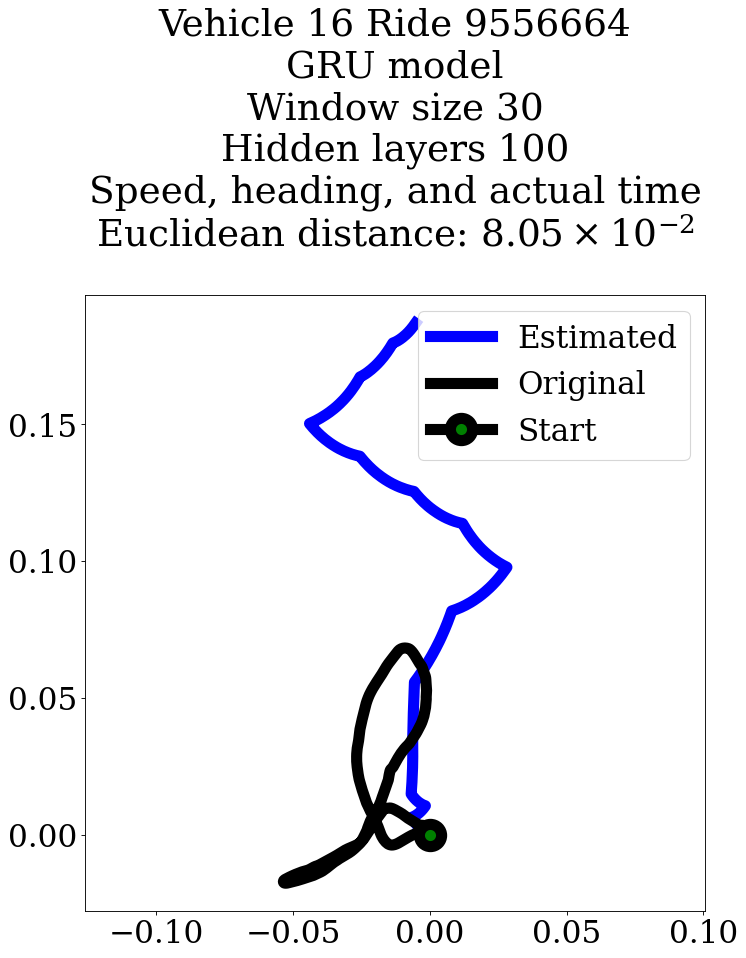 Vehicle 16 Ride 9556664
GRU model
Window size 30
Hidden layers 100
Speed, heading, and actual time
Euclidean distance: 8.05 × 10⁻²
Estimated
Original
Start
0.15
0.10
0.05
0.00
−0.10 −0.05 0.00 0.05 0.10